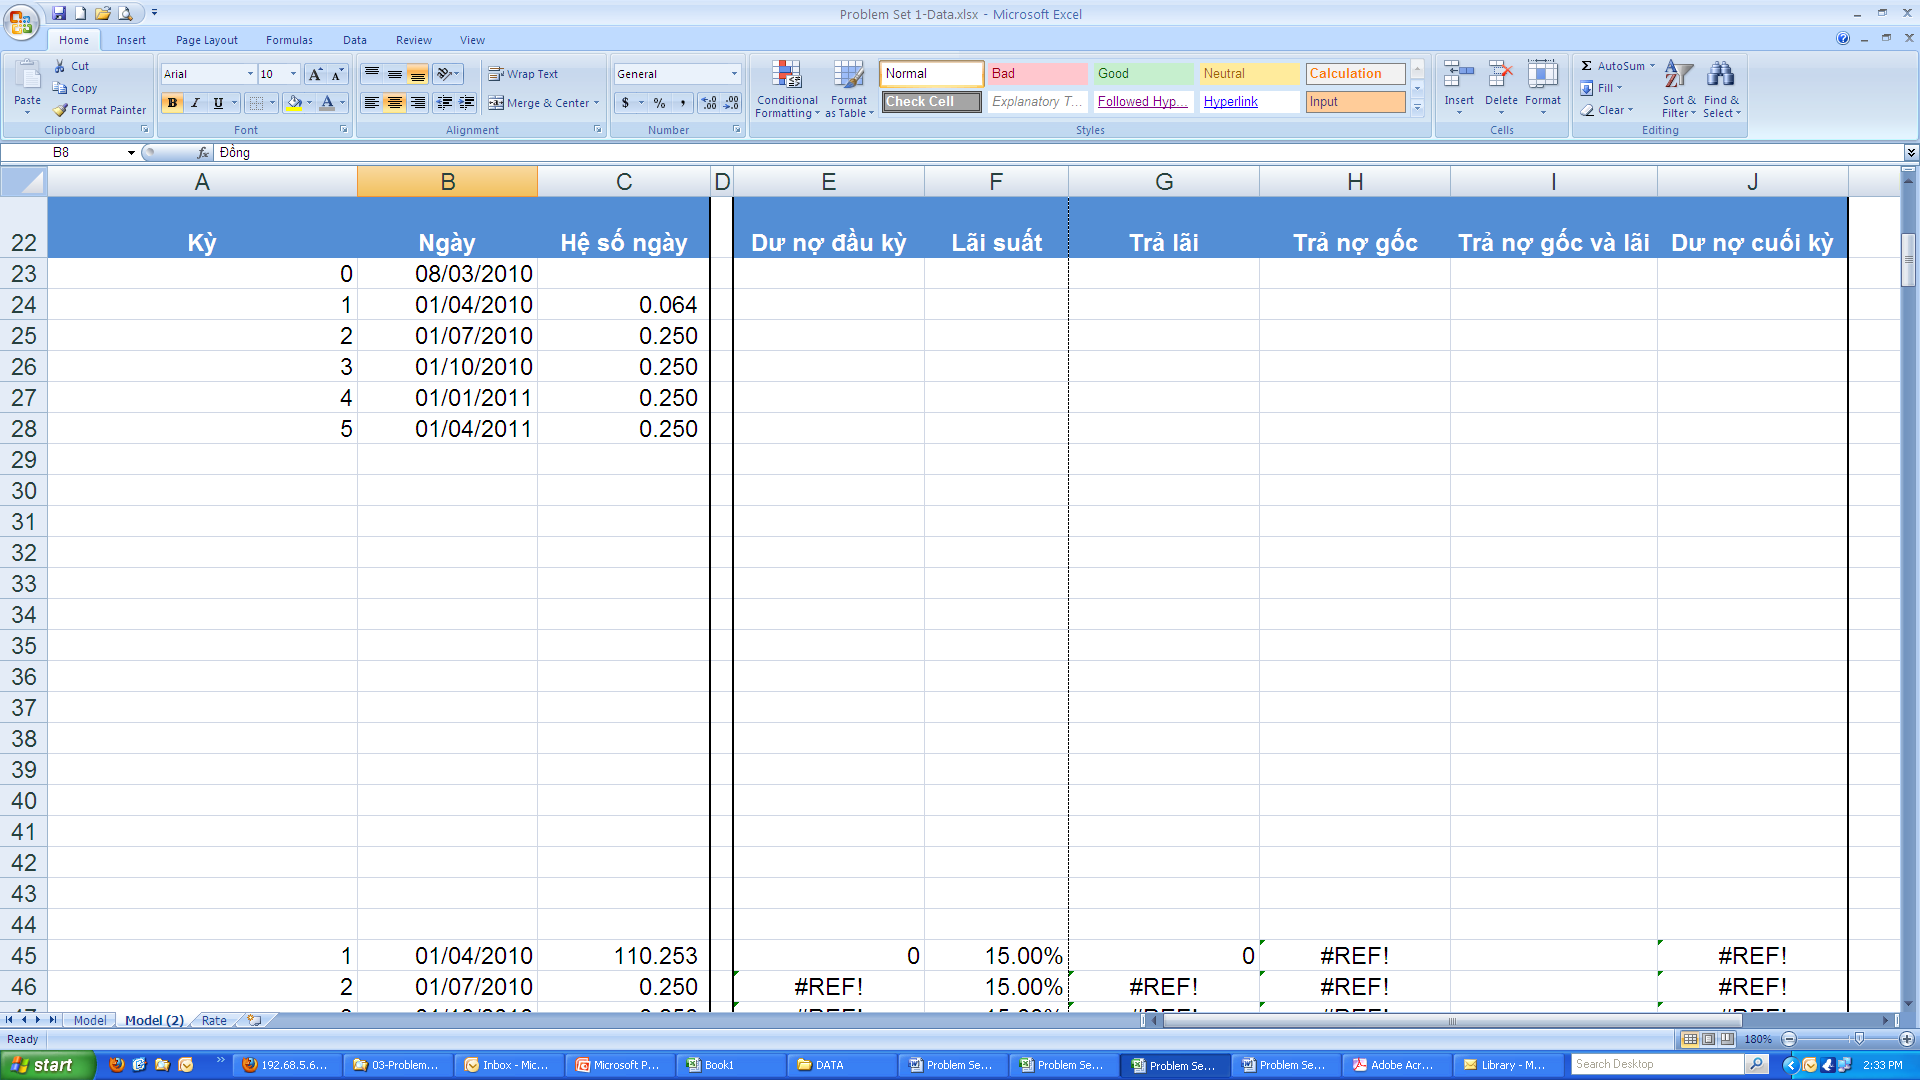 Problem Set 1-Data.xlsx - Microsoft Excel
Home Insert Page Layout Formulas Data Review View
Paste Cut Copy Format Painter Clipboard
Arial 10 B I U Font
Wrap Text Merge & Center Alignment
General $ % , Number
Conditional Formatting Format as Table
Normal Bad Good Neutral Calculation
Check Cell Explanatory T... Followed Hyp... Hyperlink Input
Styles
Insert Delete Format Cells
AutoSum Fill Clear Sort & Filter Find & Select Editing
B8 fx Đồng
A B C D E F G H I J
22 Kỳ Ngày Hệ số ngày Dư nợ đầu kỳ Lãi suất Trả lãi Trả nợ gốc Trả nợ gốc và lãi Dư nợ cuối kỳ
23 0 08/03/2010
24 1 01/04/2010 0.064
25 2 01/07/2010 0.250
26 3 01/10/2010 0.250
27 4 01/01/2011 0.250
28 5 01/04/2011 0.250
29
30
31
32
33
34
35
36
37
38
39
40
41
42
43
44
45 1 01/04/2010 110.253 0 15.00% 0 #REF! #REF!
46 2 01/07/2010 0.250 #REF! 15.00% #REF! #REF! #REF!
Model Model (2) Rate
Ready 180%
start 192.68.5.6... 03-Problem... Inbox - Mic... Microsoft P... Book1 DATA Problem Se... Problem Se... Problem Se... Problem Se... Adobe Acr... Library - M... Search Desktop 2:33 PM